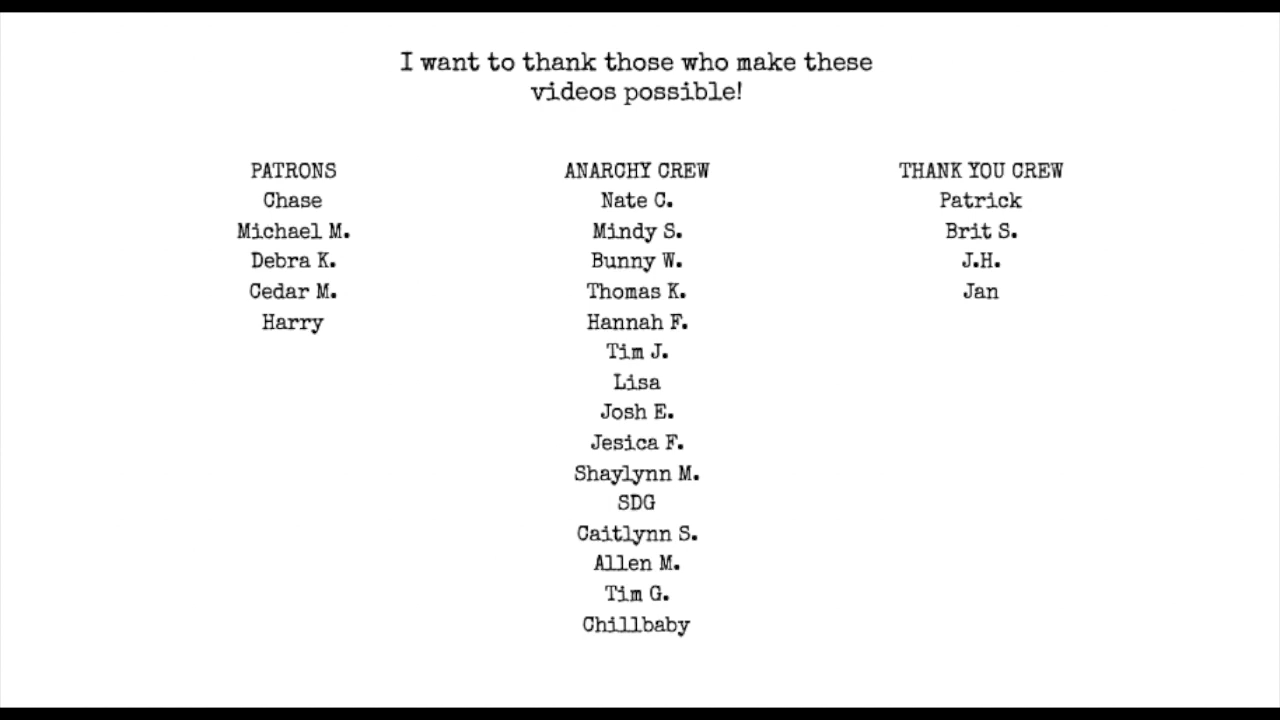 I want to thank those who make these
videos possible!
PATRONS
Chase
Michael M.
Debra K.
Cedar M.
Harry
ANARCHY CREW
Nate C.
Mindy S.
Bunny W.
Thomas K.
Hannah F.
Tim J.
Lisa
Josh E.
Jesica F.
Shaylynn M.
SDG
Caitlynn S.
Allen M.
Tim G.
Chillbaby
THANK YOU CREW
Patrick
Brit S.
J.H.
Jan